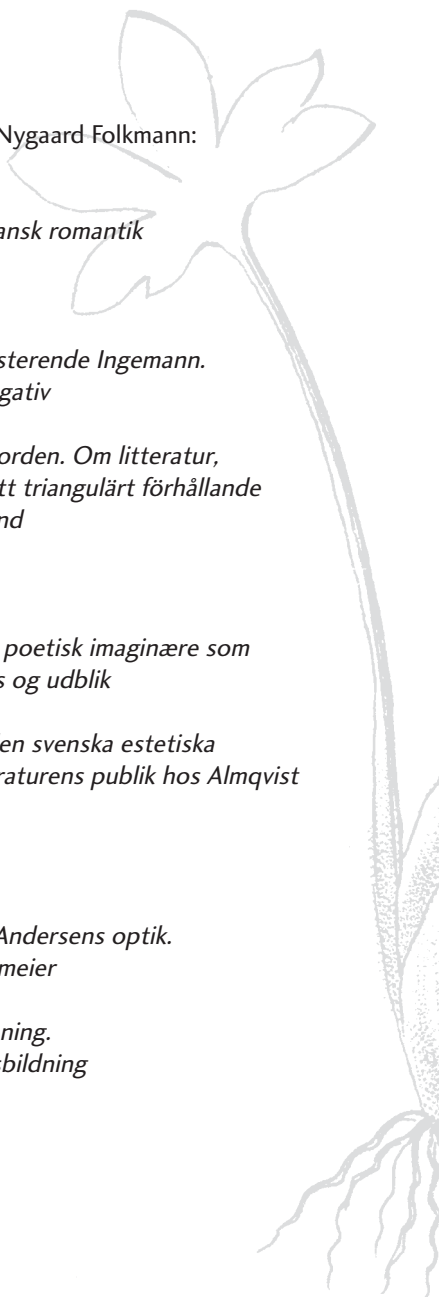 Nygaard Folkmann:
ansk romantik
sterende Ingemann.
gativ
orden. Om litteratur,
tt triangulärt förhållande
nd
poetisk imaginære som
s og udblik
en svenska estetiska
raturens publik hos Almqvist
Andersens optik.
meier
ning.
sbildning